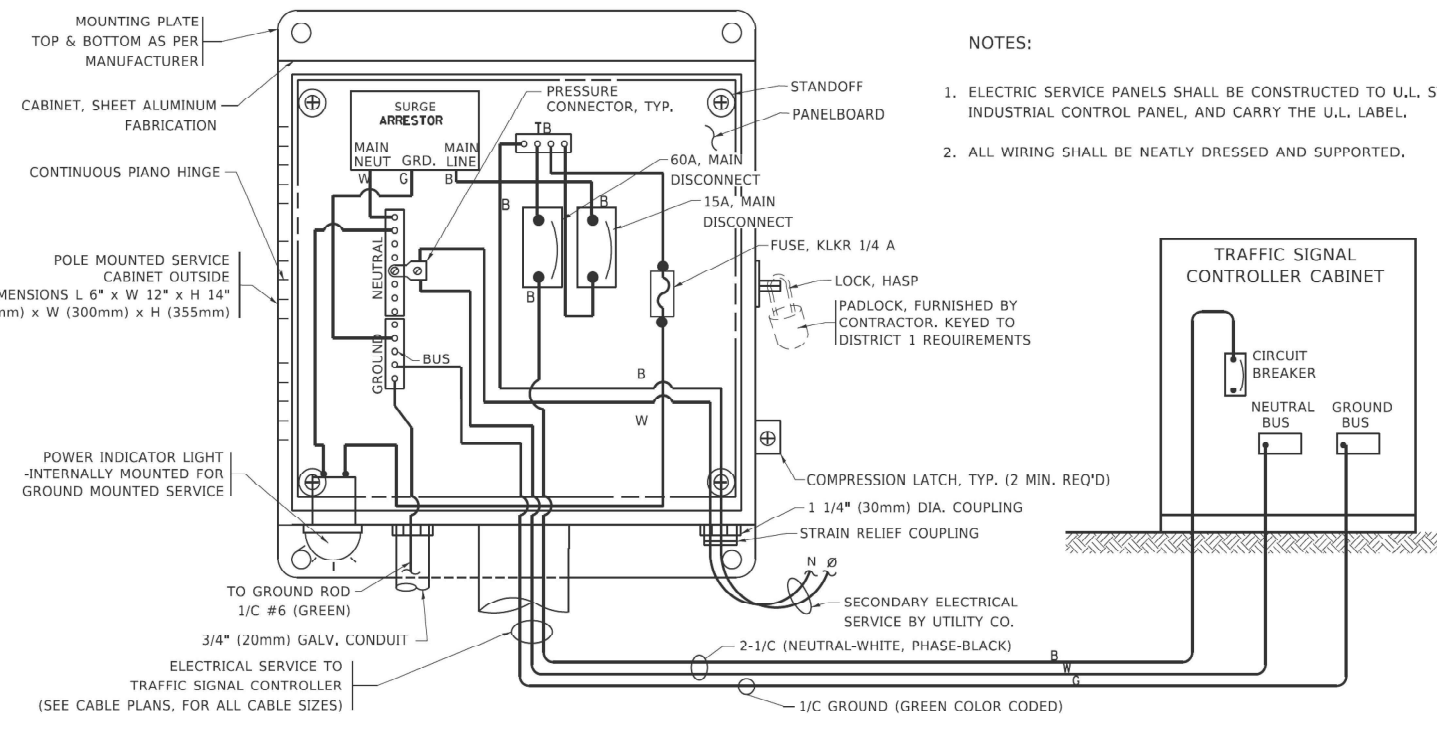 MOUNTING PLATE
TOP & BOTTOM AS PER
MANUFACTURER
CABINET, SHEET ALUMINUM
FABRICATION
CONTINUOUS PIANO HINGE
POLE MOUNTED SERVICE
CABINET OUTSIDE
MENSIONS L 6" x W 12" x H 14"
mm) x W (300mm) x H (355mm)
POWER INDICATOR LIGHT
-INTERNALLY MOUNTED FOR
GROUND MOUNTED SERVICE
TO GROUND ROD
1/C #6 (GREEN)
3/4" (20mm) GALV. CONDUIT
ELECTRICAL SERVICE TO
TRAFFIC SIGNAL CONTROLLER
(SEE CABLE PLANS, FOR ALL CABLE SIZES)
SURGE
ARRESTOR
MAIN
NEUT
GRD.
MAIN
LINE
W
G
B
PRESSURE
CONNECTOR, TYP.
TB
NEUTRAL
GROUND
BUS
B
B
B
B
W
STANDOFF
PANELBOARD
60A, MAIN
DISCONNECT
15A, MAIN
DISCONNECT
FUSE, KLKR 1/4 A
LOCK, HASP
PADLOCK, FURNISHED BY
CONTRACTOR. KEYED TO
DISTRICT 1 REQUIREMENTS
COMPRESSION LATCH, TYP. (2 MIN. REQ'D)
1 1/4" (30mm) DIA. COUPLING
STRAIN RELIEF COUPLING
N Ø
SECONDARY ELECTRICAL
SERVICE BY UTILITY CO.
2-1/C (NEUTRAL-WHITE, PHASE-BLACK)
B
W
G
1/C GROUND (GREEN COLOR CODED)
NOTES:
1. ELECTRIC SERVICE PANELS SHALL BE CONSTRUCTED TO U.L. S
INDUSTRIAL CONTROL PANEL, AND CARRY THE U.L. LABEL.
2. ALL WIRING SHALL BE NEATLY DRESSED AND SUPPORTED.
TRAFFIC SIGNAL
CONTROLLER CABINET
CIRCUIT
BREAKER
NEUTRAL
BUS
GROUND
BUS